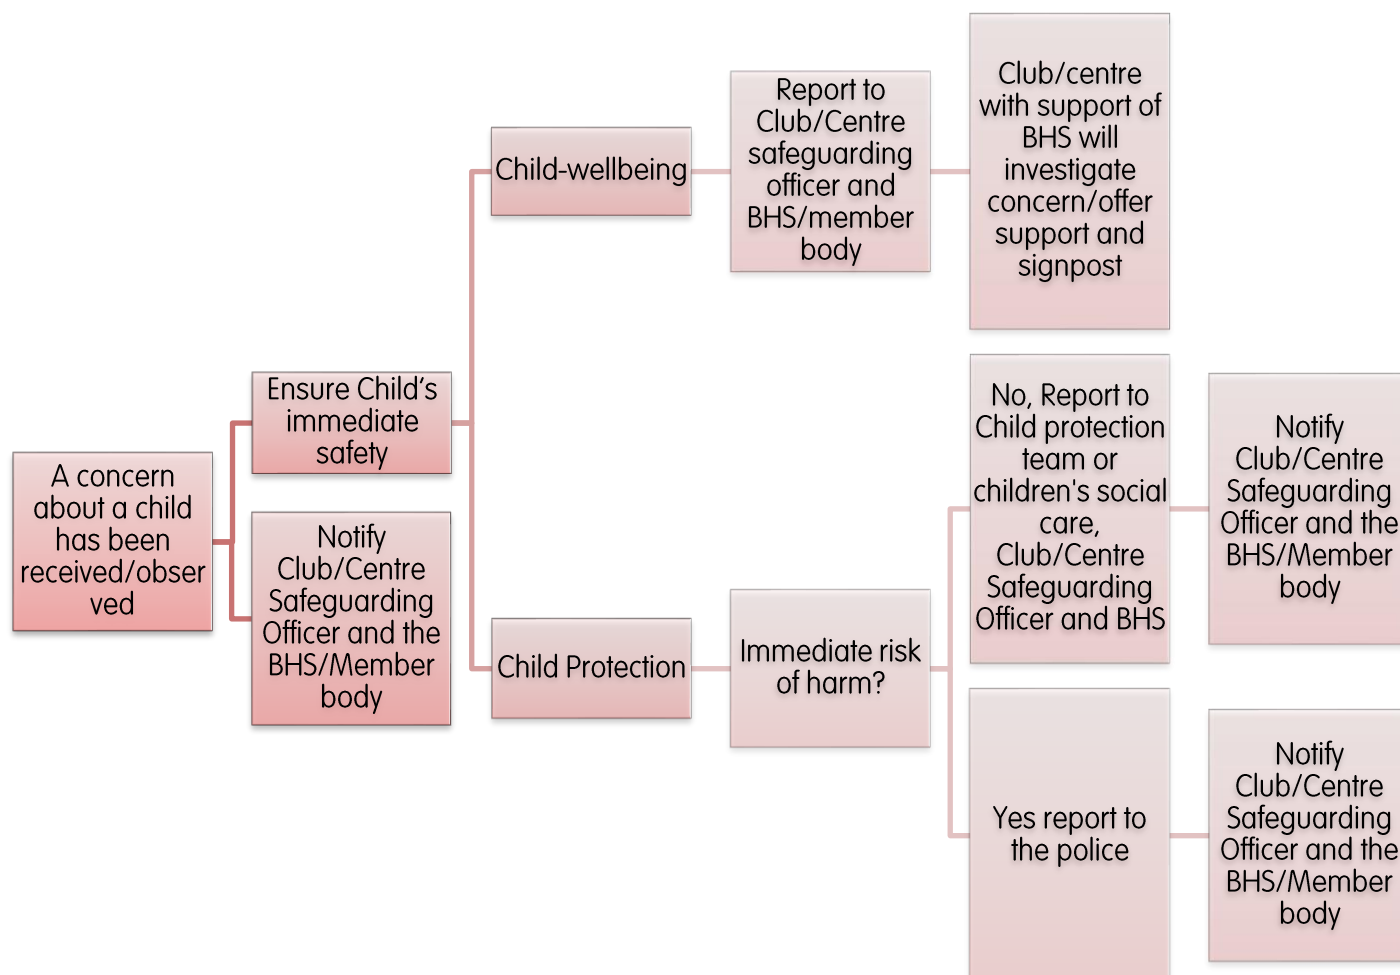 A concern
about a child
has been
received/obser
ved
Ensure Child's
immediate
safety
Notify
Club/Centre
Safeguarding
Officer and the
BHS/Member
body
Child-wellbeing
Report to
Club/Centre
safeguarding
officer and
BHS/member
body
Club/centre
with support of
BHS will
investigate
concern/offer
support and
signpost
Child Protection
Immediate risk
of harm?
No, Report to
Child protection
team or
children's social
care,
Club/Centre
Safeguarding
Officer and BHS
Notify
Club/Centre
Safeguarding
Officer and the
BHS/Member
body
Yes report to
the police
Notify
Club/Centre
Safeguarding
Officer and the
BHS/Member
body